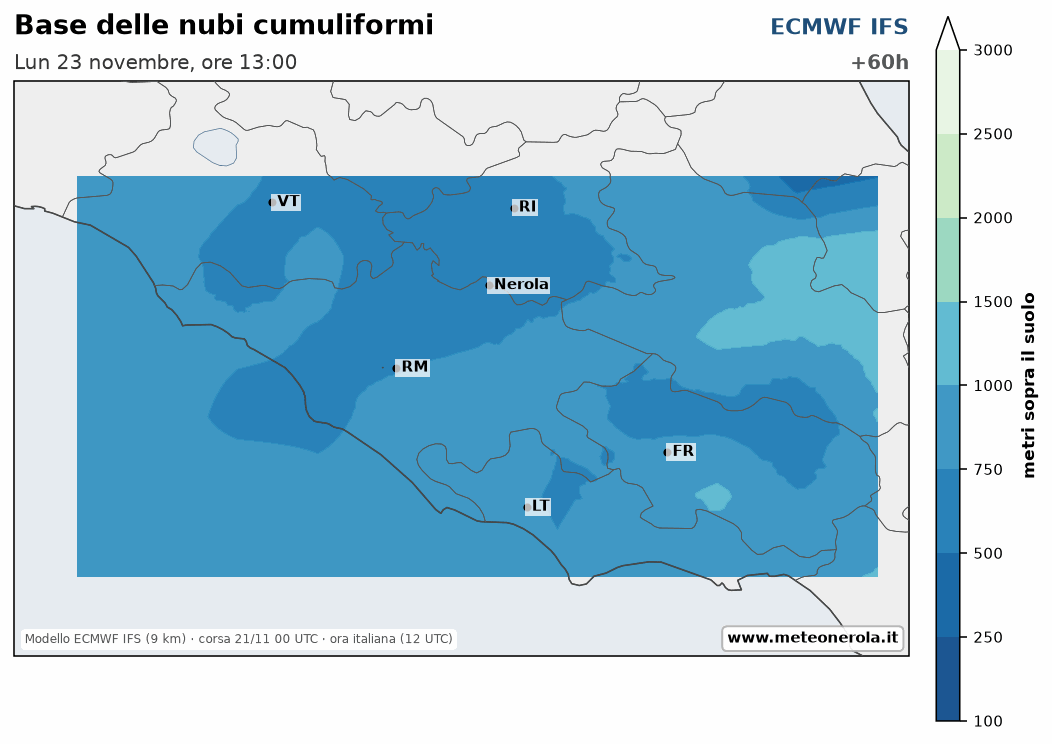 Base delle nubi cumuliformi
ECMWF IFS
Lun 23 novembre, ore 13:00
+60h
3000
2500
2000
1500
1000
750
500
250
100
metri sopra il suolo
VT
RI
Nerola
RM
FR
LT
Modello ECMWF IFS (9 km) · corsa 21/11 00 UTC · ora italiana (12 UTC)
www.meteonerola.it